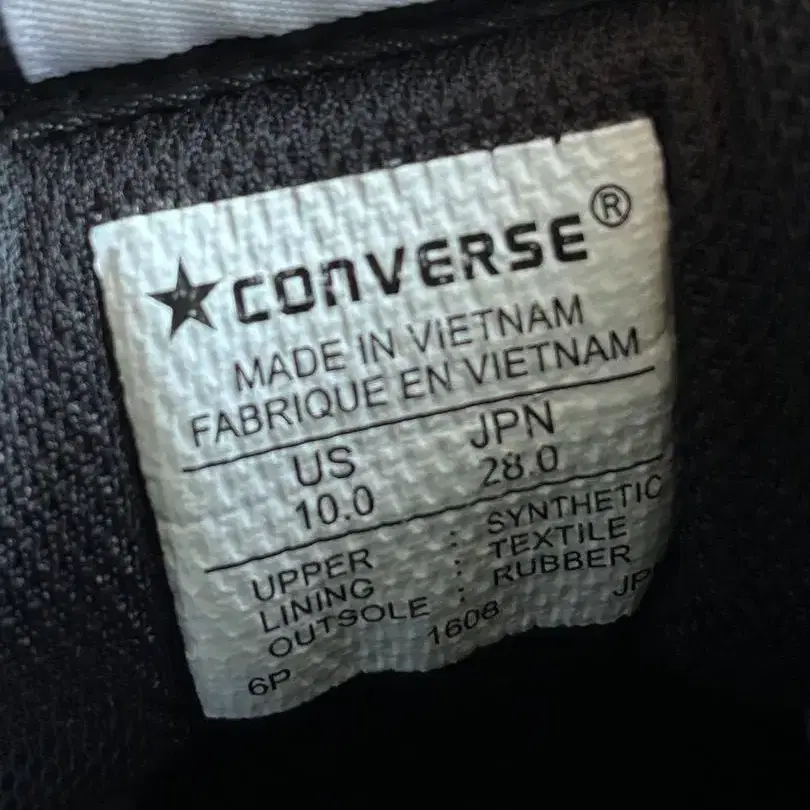 ★CONVERSE®
MADE IN VIETNAM
FABRIQUE EN VIETNAM
US JPN
10.0 28.0
UPPER : SYNTHETIC
LINING : TEXTILE
OUTSOLE : RUBBER
6P 1608 JP